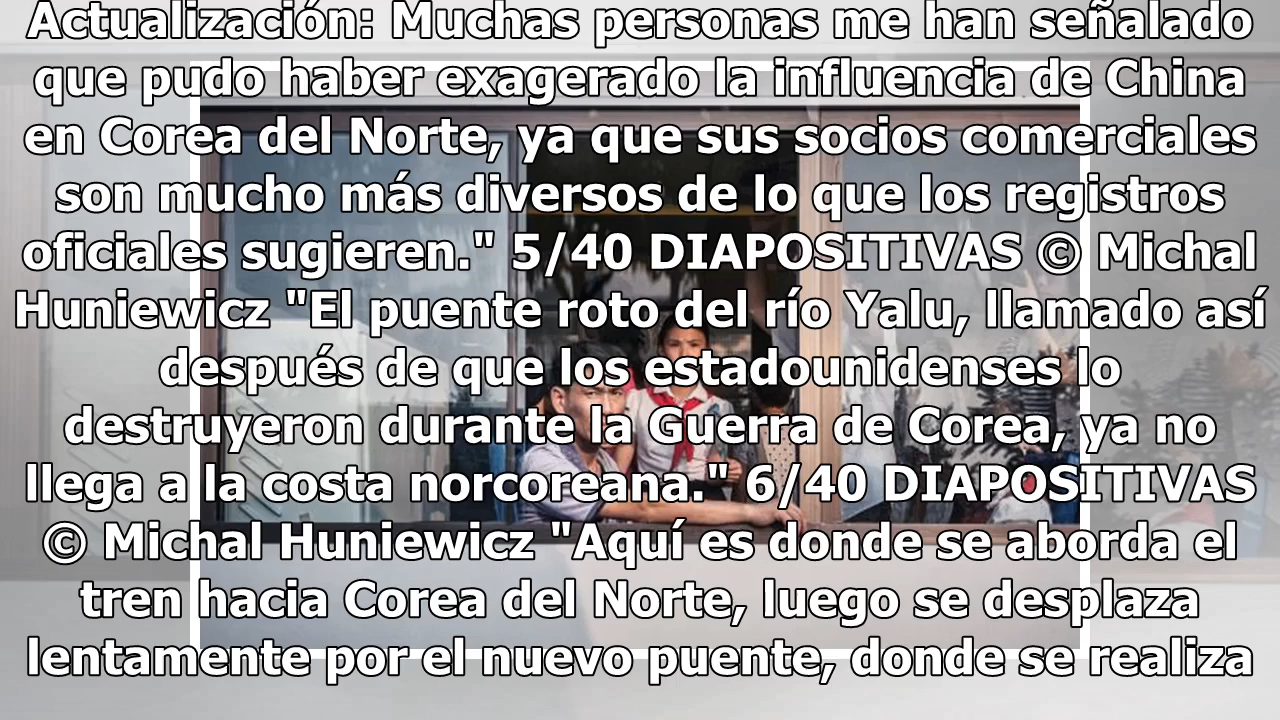 Actualización: Muchas personas me han señalado
que pudo haber exagerado la influencia de China
en Corea del Norte, ya que sus socios comerciales
son mucho más diversos de lo que los registros
oficiales sugieren." 5/40 DIAPOSITIVAS © Michal
Huniewicz "El puente roto del río Yalu, llamado así
después de que los estadounidenses lo
destruyeron durante la Guerra de Corea, ya no
llega a la costa norcoreana." 6/40 DIAPOSITIVAS
© Michal Huniewicz "Aquí es donde se aborda el
tren hacia Corea del Norte, luego se desplaza
lentamente por el nuevo puente, donde se realiza